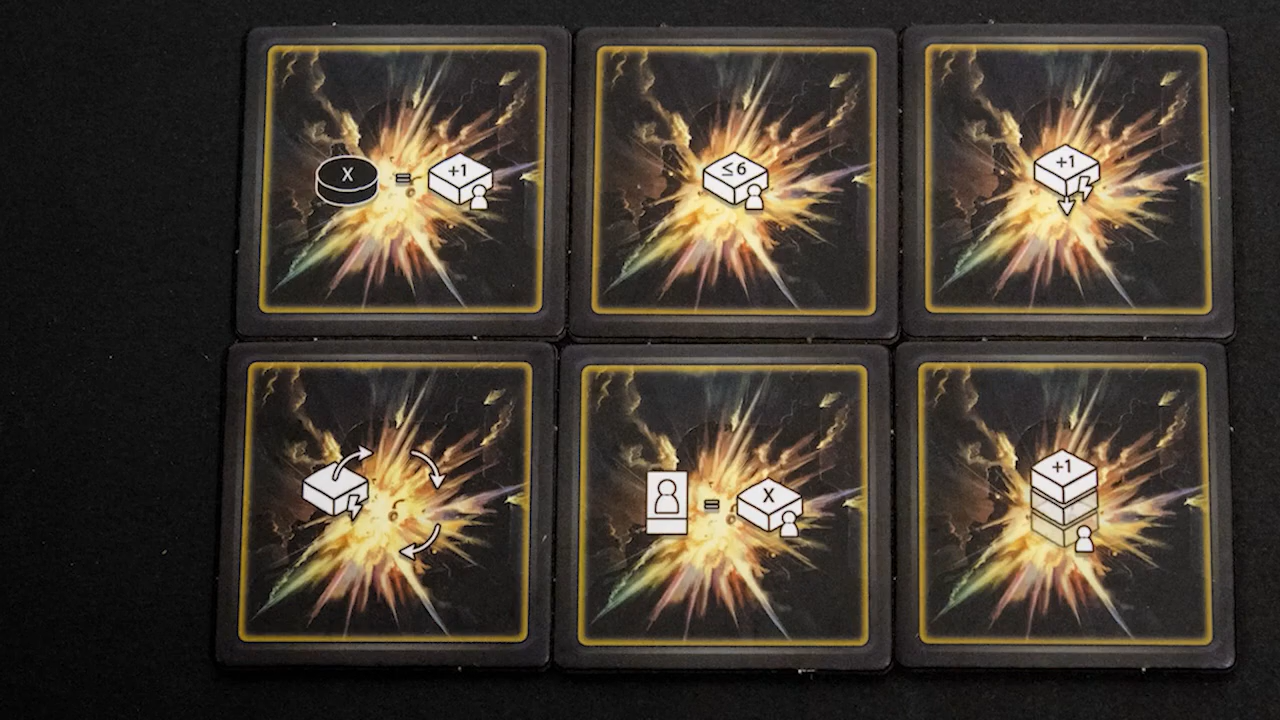 X = +1
≤6
+1
= X
+1